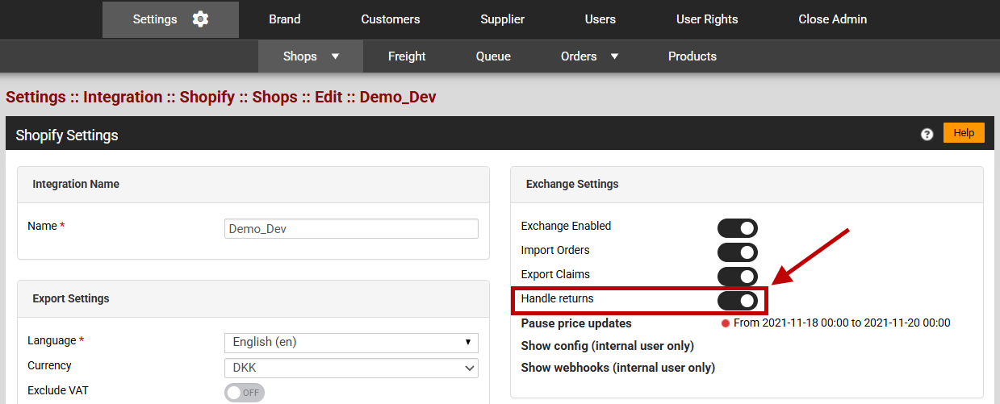 Settings Brand Customers Supplier Users User Rights Close Admin
Shops Freight Queue Orders Products
Settings :: Integration :: Shopify :: Shops :: Edit :: Demo_Dev
Shopify Settings ? Help
Integration Name
Name * Demo_Dev
Export Settings
Language * English (en)
Currency DKK
Exclude VAT OFF
Exchange Settings
Exchange Enabled
Import Orders
Export Claims
Handle returns
Pause price updates From 2021-11-18 00:00 to 2021-11-20 00:00
Show config (internal user only)
Show webhooks (internal user only)